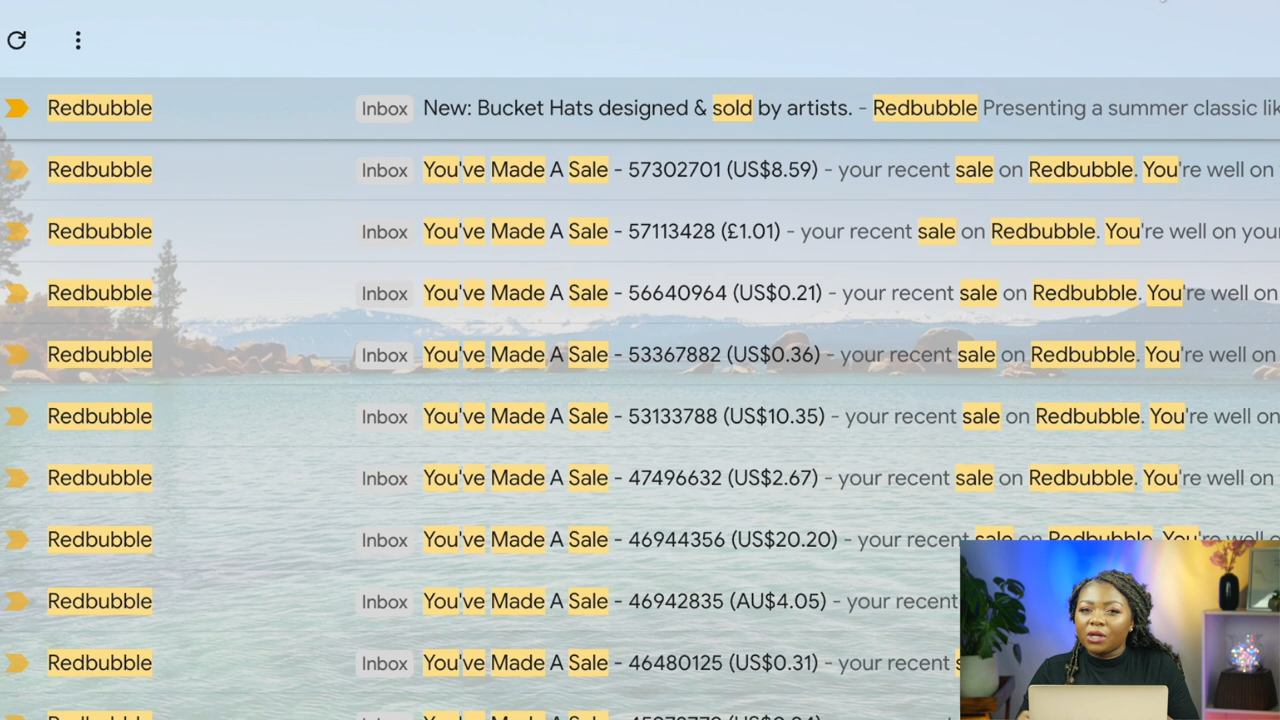 Redbubble Inbox New: Bucket Hats designed & sold by artists. - Redbubble Presenting a summer classic
Redbubble Inbox You've Made A Sale - 57302701 (US$8.59) - your recent sale on Redbubble. You're well on
Redbubble Inbox You've Made A Sale - 57113428 (£1.01) - your recent sale on Redbubble. You're well on
Redbubble Inbox You've Made A Sale - 56640964 (US$0.21) - your recent sale on Redbubble. You're well on
Redbubble Inbox You've Made A Sale - 53367882 (US$0.36) - your recent sale on Redbubble. You're well on
Redbubble Inbox You've Made A Sale - 53133788 (US$10.35) - your recent sale on Redbubble. You're well on
Redbubble Inbox You've Made A Sale - 47496632 (US$2.67) - your recent sale on Redbubble. You're well on
Redbubble Inbox You've Made A Sale - 46944356 (US$20.20) - your recent sale on Redbubble. You're well
Redbubble Inbox You've Made A Sale - 46942835 (AU$4.05) - your recent
Redbubble Inbox You've Made A Sale - 46480125 (US$0.31) - your recent